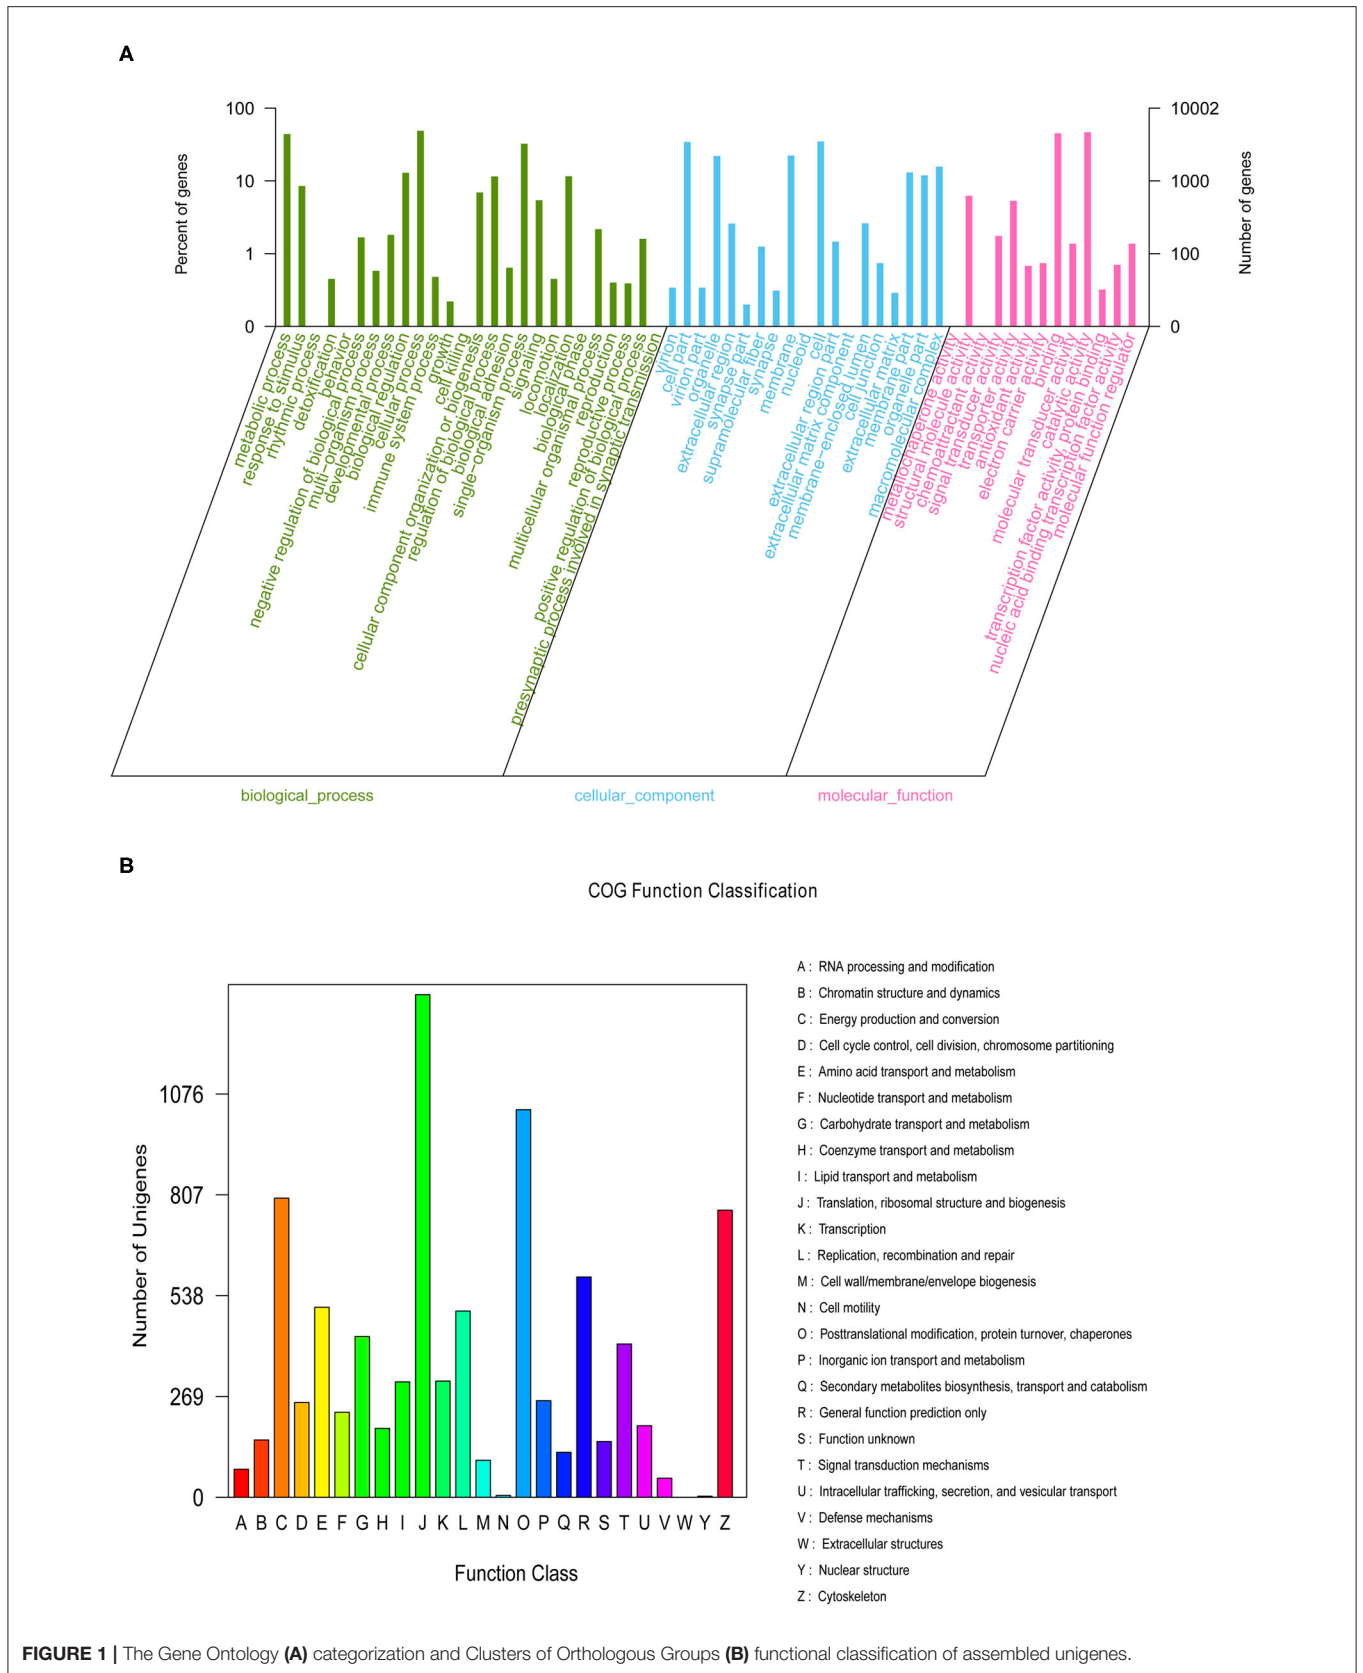 A
100
10
1
0
Percent of genes
10002
1000
100
0
Number of genes
metabolic process
response to stimulus
rhythmic process
detoxification
behavior
negative regulation of biological process
multi−organism process
developmental process
biological regulation
cellular process
immune system process
growth
cell killing
cellular component organization or biogenesis
regulation of biological process
biological adhesion
single−organism process
signaling
locomotion
localization
biological phase
multicellular organismal process
reproduction
reproductive process
positive regulation of biological process
presynaptic process involved in synaptic transmission
virion
cell part
virion part
organelle
extracellular region
synapse part
supramolecular fiber
synapse
membrane
nucleoid
cell
extracellular region part
extracellular matrix component
membrane−enclosed lumen
cell junction
extracellular matrix
membrane part
organelle part
macromolecular complex
metallochaperone activity
structural molecule activity
chemoattractant activity
signal transducer activity
transporter activity
antioxidant activity
electron carrier activity
binding
molecular transducer activity
catalytic activity
transcription factor activity, protein binding
nucleic acid binding transcription factor activity
molecular function regulator
biological_process
cellular_component
molecular_function
B
COG Function Classification
1076
807
538
269
0
Number of Unigenes
A B C D E F G H I J K L M N O P Q R S T U V W Y Z
Function Class
A : RNA processing and modification
B : Chromatin structure and dynamics
C : Energy production and conversion
D : Cell cycle control, cell division, chromosome partitioning
E : Amino acid transport and metabolism
F : Nucleotide transport and metabolism
G : Carbohydrate transport and metabolism
H : Coenzyme transport and metabolism
I : Lipid transport and metabolism
J : Translation, ribosomal structure and biogenesis
K : Transcription
L : Replication, recombination and repair
M : Cell wall/membrane/envelope biogenesis
N : Cell motility
O : Posttranslational modification, protein turnover, chaperones
P : Inorganic ion transport and metabolism
Q : Secondary metabolites biosynthesis, transport and catabolism
R : General function prediction only
S : Function unknown
T : Signal transduction mechanisms
U : Intracellular trafficking, secretion, and vesicular transport
V : Defense mechanisms
W : Extracellular structures
Y : Nuclear structure
Z : Cytoskeleton
FIGURE 1 | The Gene Ontology (A) categorization and Clusters of Orthologous Groups (B) functional classification of assembled unigenes.